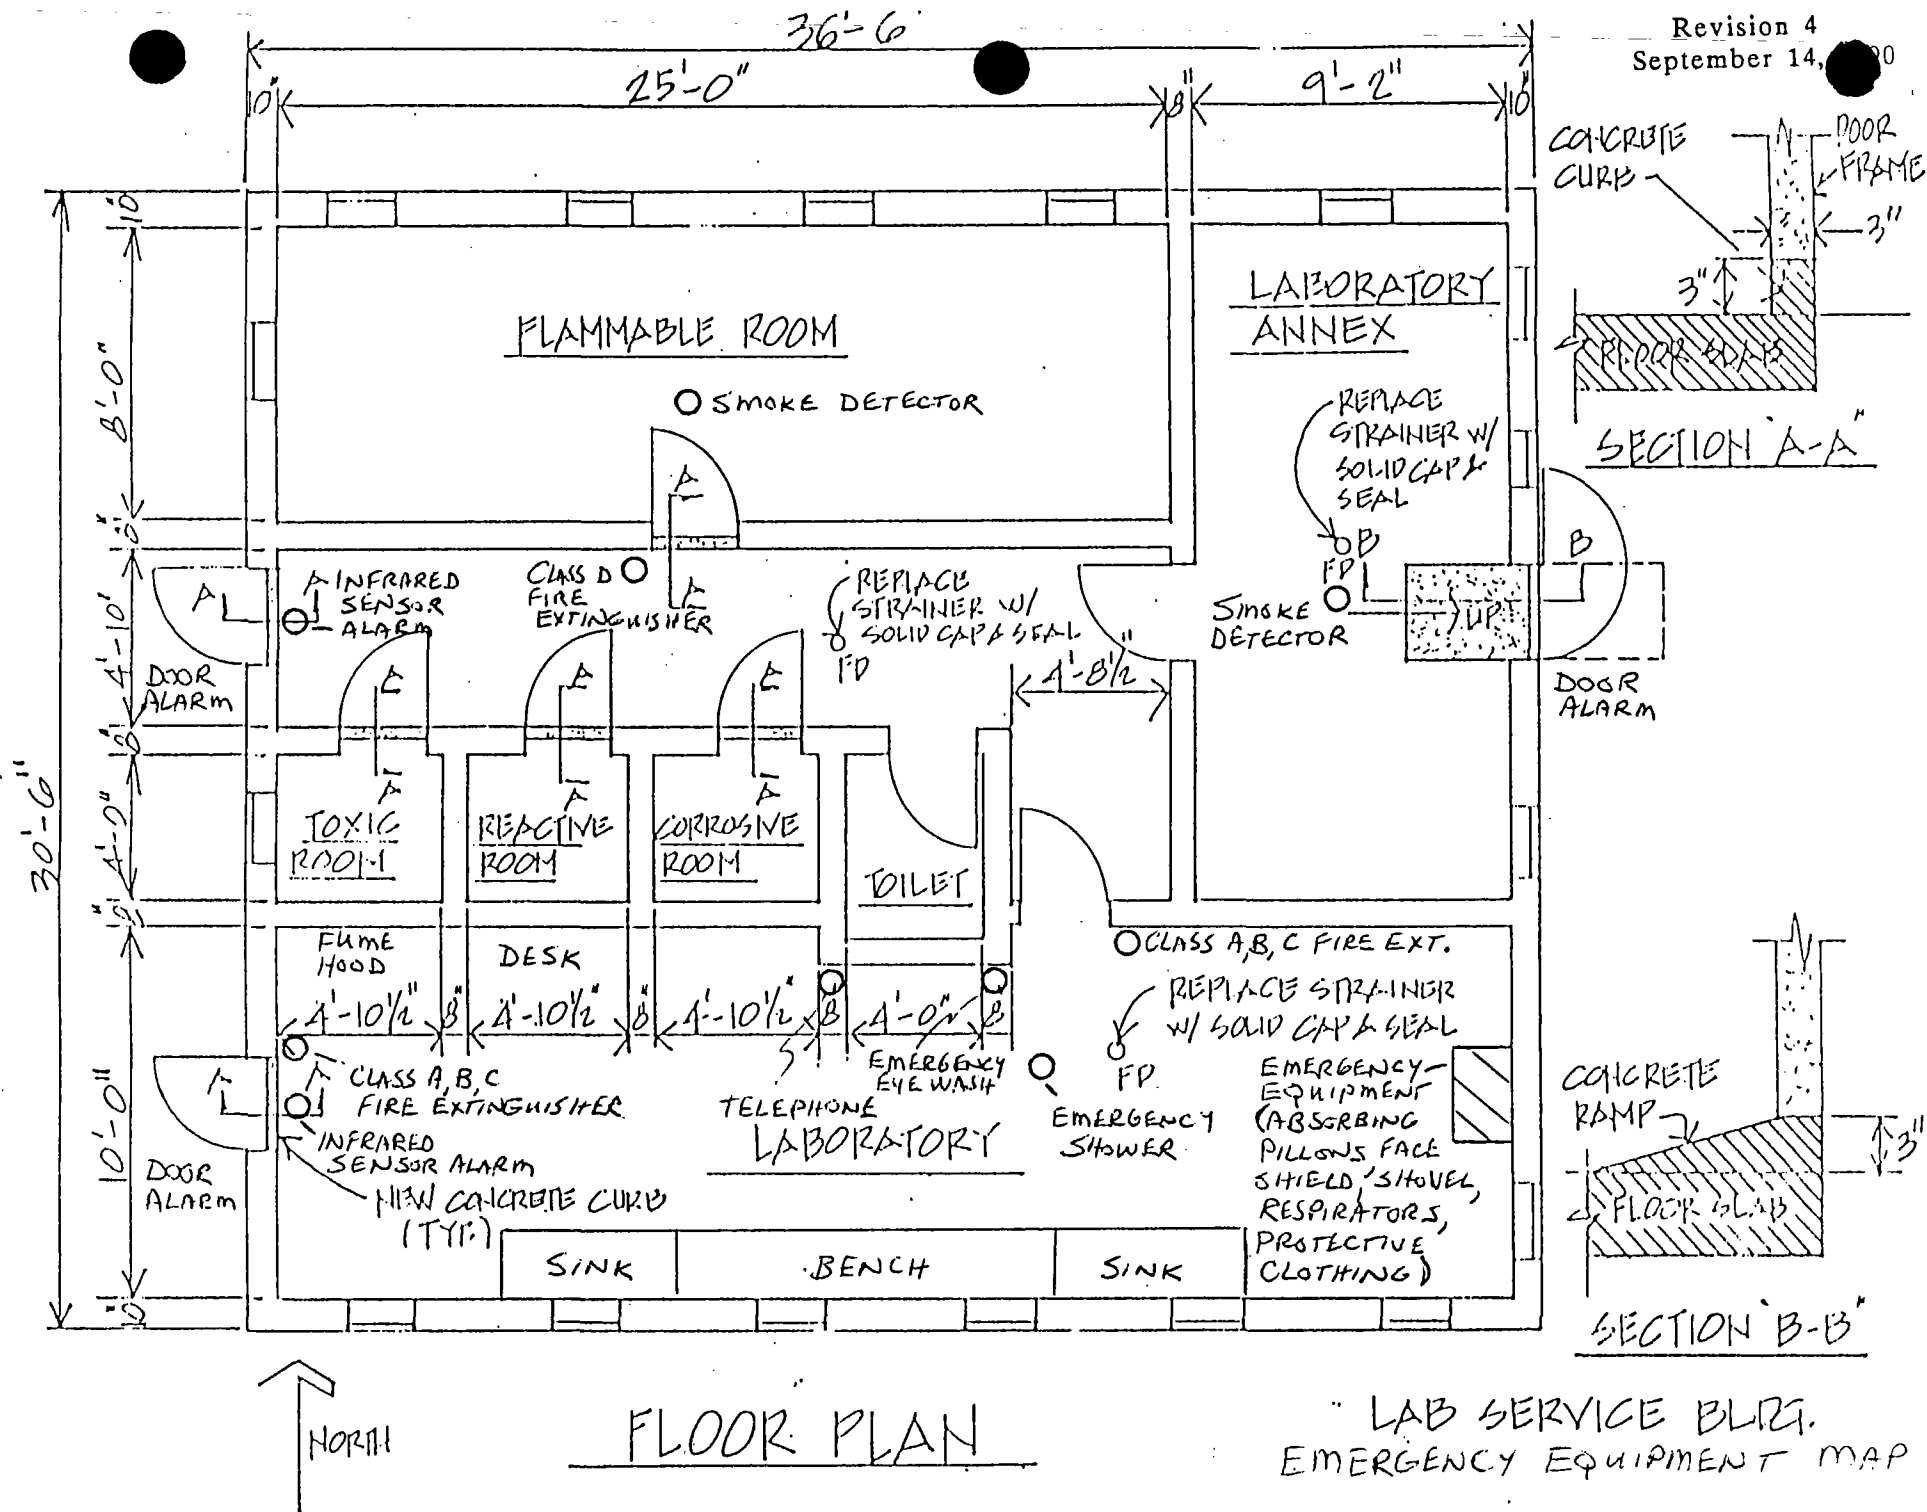 Revision 4
September 14,
36'-6
10"
25'-0"
8"
9'-2"
10"
CONCRETE
CURB
DOOR
FRAME
3"
3"
FLOOR SLAB
SECTION "A-A"
10"
8'-0"
8"
4'-10"
8"
4'-0"
8"
10'-0"
10"
30'-6"
FLAMMABLE ROOM
SMOKE DETECTOR
LABORATORY
ANNEX
REPLACE
STRAINER W/
SOLID CAP &
SEAL
B
FD
B
SMOKE
DETECTOR
UP
DOOR
ALARM
A
A
A
A
INFRARED
SENSOR
ALARM
DOOR
ALARM
CLASS D
FIRE
EXTINGUISHER
REPLACE
STRAINER W/
SOLID CAP & SEAL
FD
4'-8 1/2"
A
A
A
A
A
A
TOXIC
ROOM
REACTIVE
ROOM
CORROSIVE
ROOM
TOILET
FUME
HOOD
DESK
CLASS A,B,C FIRE EXT.
4'-10 1/2"
8"
4'-10 1/2"
8"
4'-10 1/2"
8
4'-0"
8
REPLACE STRAINER
W/ SOLID CAP & SEAL
FD
A
A
CLASS A,B,C
FIRE EXTINGUISHER
INFRARED
SENSOR ALARM
DOOR
ALARM
NEW CONCRETE CURB
(TYP.)
TELEPHONE
EMERGENCY
EYE WASH
EMERGENCY
SHOWER
LABORATORY
EMERGENCY
EQUIPMENT
(ABSORBING
PILLOWS FACE
SHIELD, SHOVEL,
RESPIRATORS,
PROTECTIVE
CLOTHING)
SINK
BENCH
SINK
CONCRETE
RAMP
3"
FLOOR SLAB
SECTION "B-B"
NORTH
FLOOR PLAN
LAB SERVICE BLDG.
EMERGENCY EQUIPMENT MAP